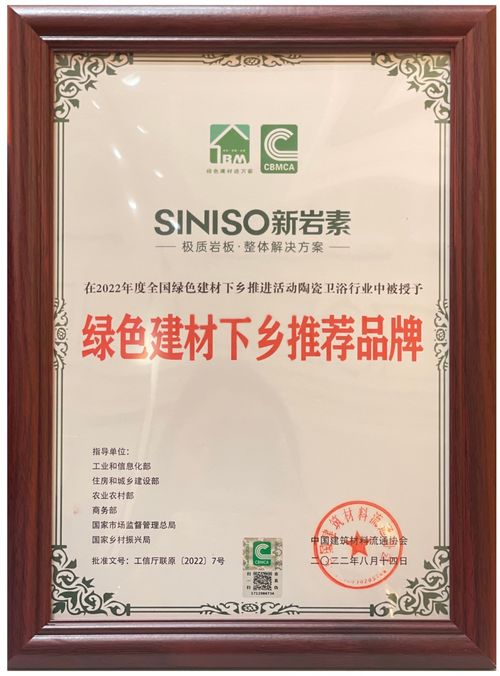 BM
绿色建材进万家
CBMCA
SINISO新岩素
极质岩板·整体解决方案
在2022年度全国绿色建材下乡推进活动陶瓷卫浴行业中被授予
绿色建材下乡推荐品牌
指导单位：
工业和信息化部
住房和城乡建设部
农业农村部
商务部
国家市场监督管理总局
国家乡村振兴局
批准文号：工信厅联原〔2022〕7号
CBMCA
中国建筑材料流通协会
二〇二二年八月十四日